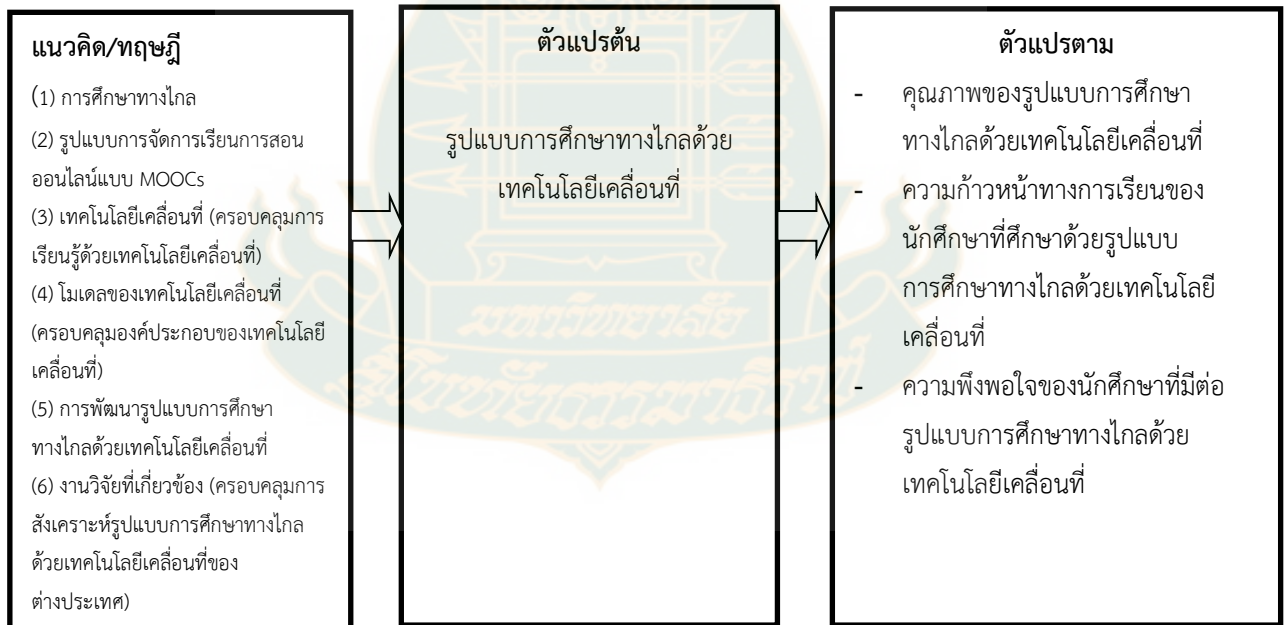 แนวคิด/ทฤษฎี
(1) การศึกษาทางไกล
(2) รูปแบบการจัดการเรียนการสอน
ออนไลน์แบบ MOOCs
(3) เทคโนโลยีเคลื่อนที่ (ครอบคลุมการ
เรียนรู้ด้วยเทคโนโลยีเคลื่อนที่)
(4) โมเดลของเทคโนโลยีเคลื่อนที่
(ครอบคลุมองค์ประกอบของเทคโนโลยี
เคลื่อนที่)
(5) การพัฒนารูปแบบการศึกษา
ทางไกลด้วยเทคโนโลยีเคลื่อนที่
(6) งานวิจัยที่เกี่ยวข้อง (ครอบคลุมการ
สังเคราะห์รูปแบบการศึกษาทางไกล
ด้วยเทคโนโลยีเคลื่อนที่ของ
ต่างประเทศ)
ตัวแปรต้น
รูปแบบการศึกษาทางไกลด้วย
เทคโนโลยีเคลื่อนที่
ตัวแปรตาม
- คุณภาพของรูปแบบการศึกษา
ทางไกลด้วยเทคโนโลยีเคลื่อนที่
- ความก้าวหน้าทางการเรียนของ
นักศึกษาที่ศึกษาด้วยรูปแบบ
การศึกษาทางไกลด้วยเทคโนโลยี
เคลื่อนที่
- ความพึงพอใจของนักศึกษาที่มีต่อ
รูปแบบการศึกษาทางไกลด้วย
เทคโนโลยีเคลื่อนที่
มหาวิทยาลัย
สุโขทัยธรรมาธิราช